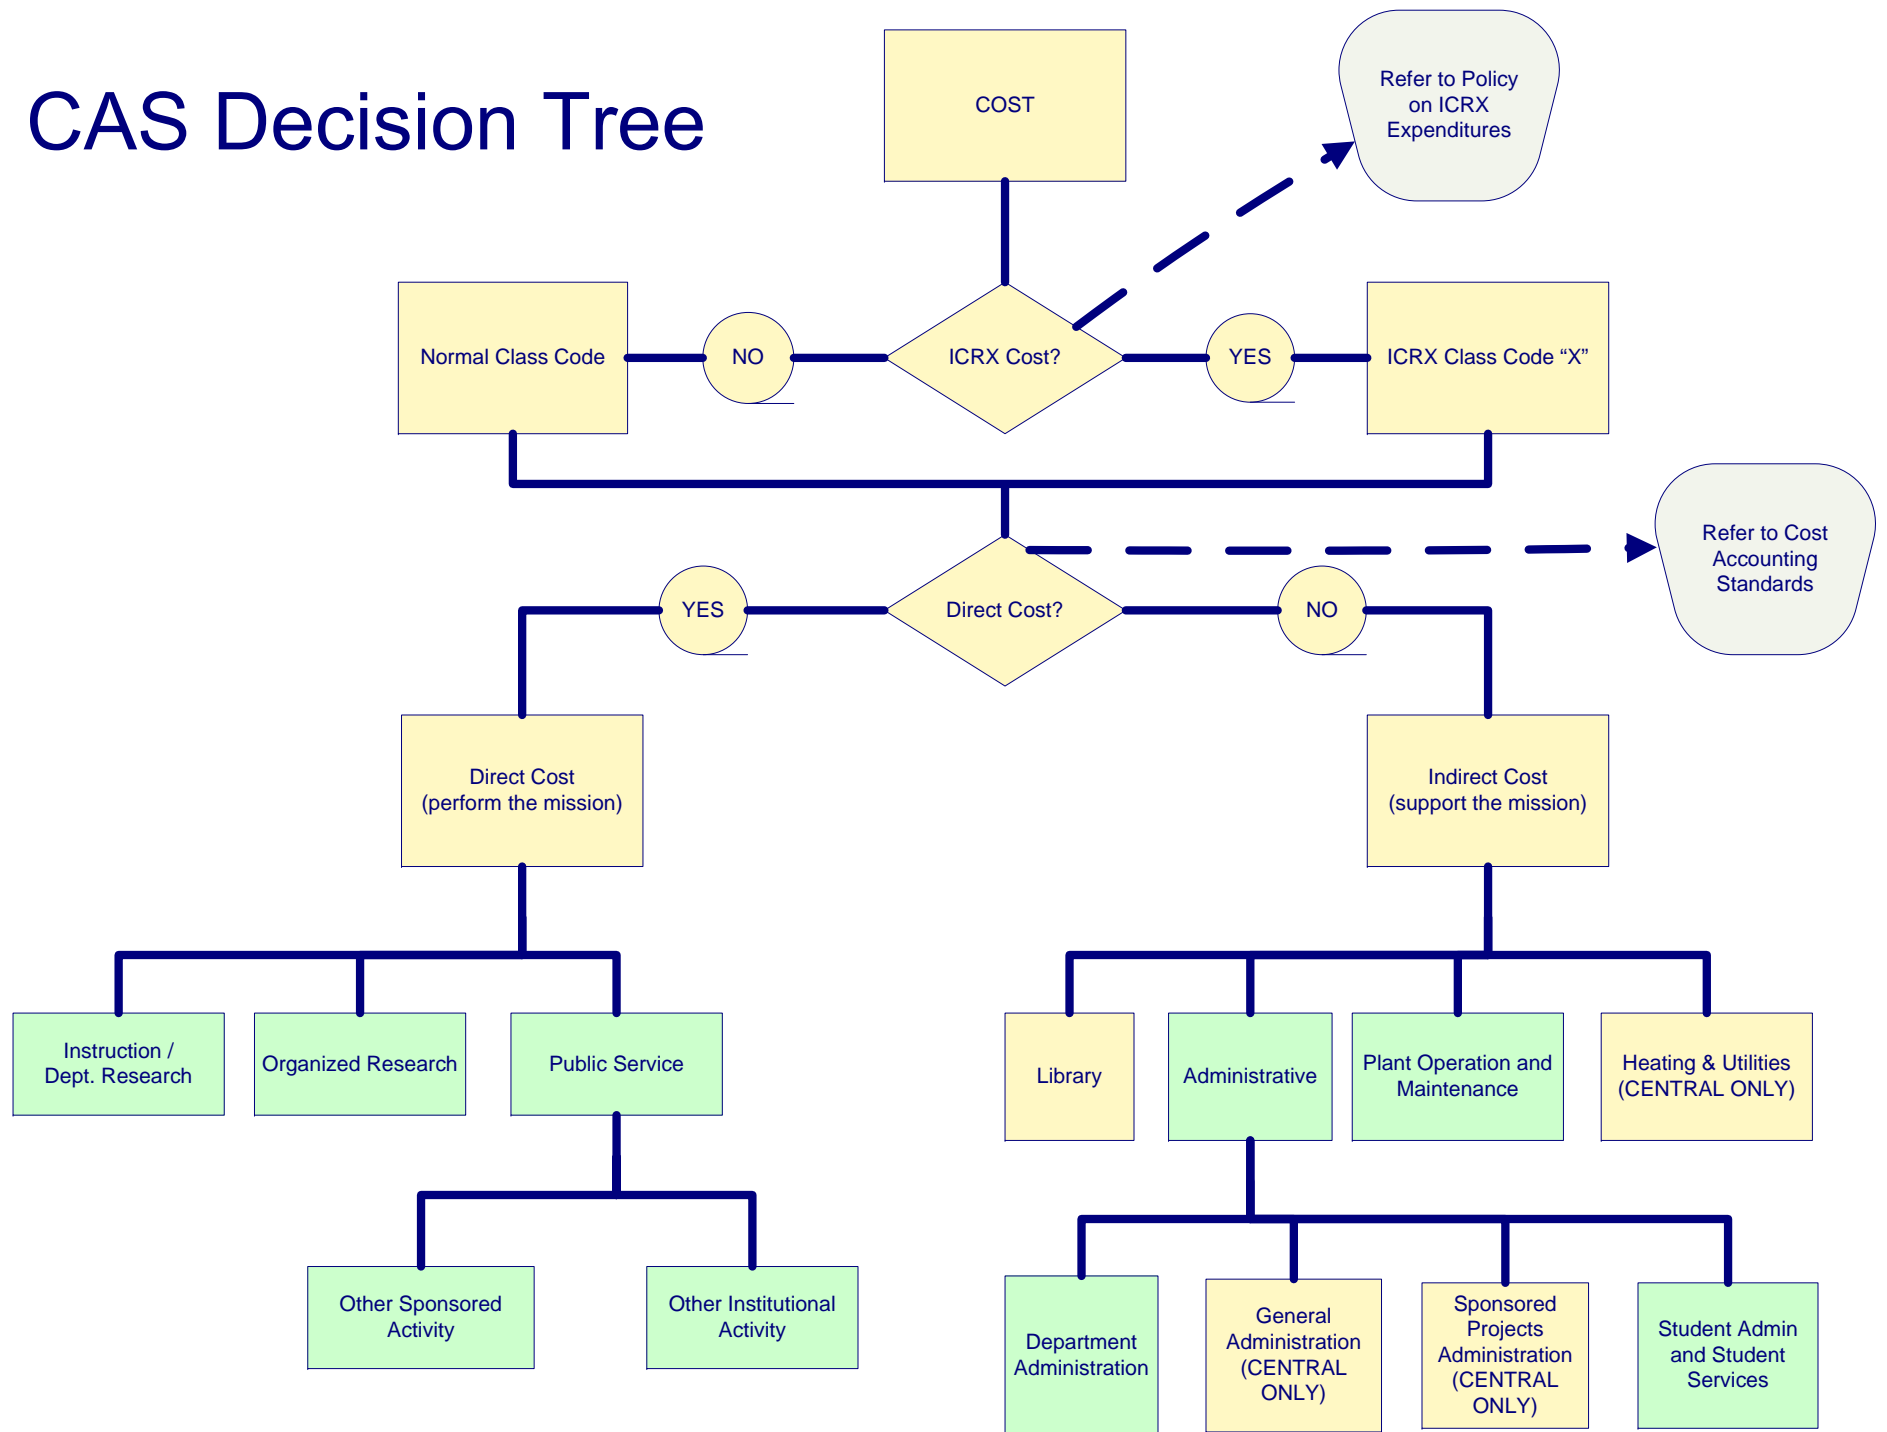 CAS Decision Tree
COST
Refer to Policy
on ICRX
Expenditures
Normal Class Code
NO
ICRX Cost?
YES
ICRX Class Code “X”
Refer to Cost
Accounting
Standards
YES
Direct Cost?
NO
Direct Cost
(perform the mission)
Indirect Cost
(support the mission)
Instruction /
Dept. Research
Organized Research
Public Service
Library
Administrative
Plant Operation and
Maintenance
Heating & Utilities
(CENTRAL ONLY)
Other Sponsored
Activity
Other Institutional
Activity
Department
Administration
General
Administration
(CENTRAL
ONLY)
Sponsored
Projects
Administration
(CENTRAL
ONLY)
Student Admin
and Student
Services